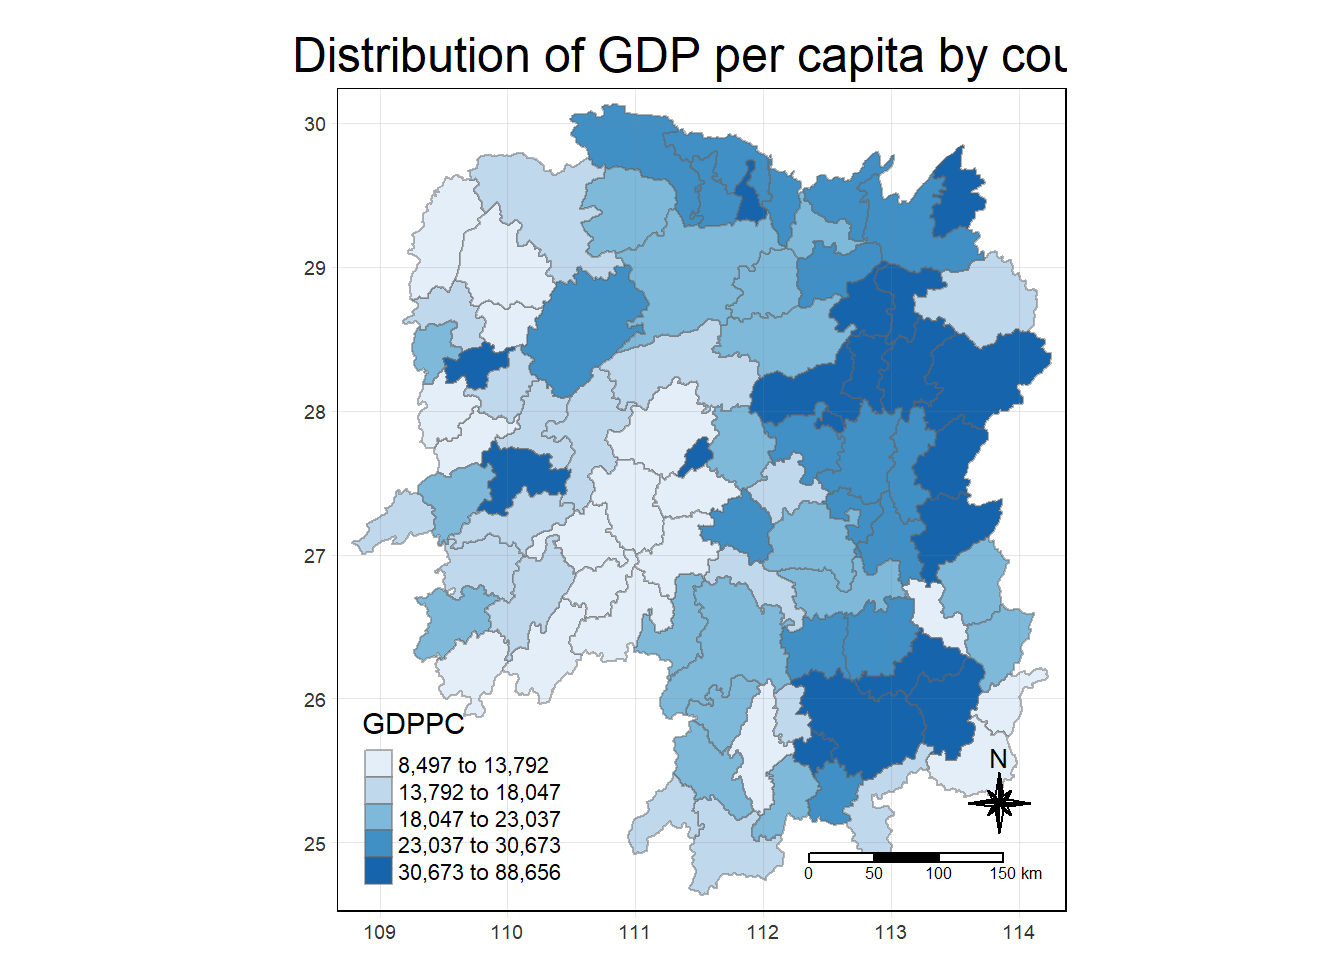 Distribution of GDP per capita by cou
30
29
28
27
26
25
GDPPC
8,497 to 13,792
13,792 to 18,047
18,047 to 23,037
23,037 to 30,673
30,673 to 88,656
N
0 50 100 150 km
109 110 111 112 113 114